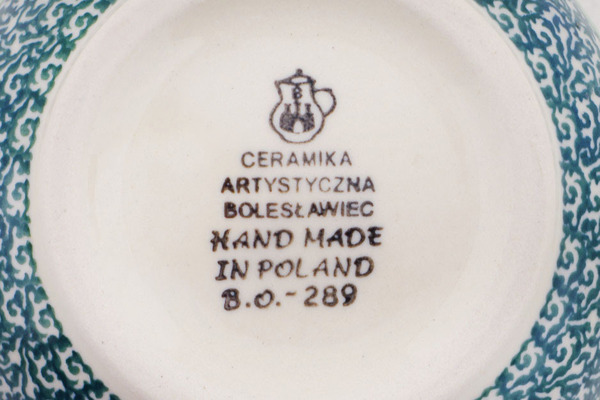 B
CERAMIKA
ARTYSTYCZNA
BOLESŁAWIEC
HAND MADE
IN POLAND
B.O.-289